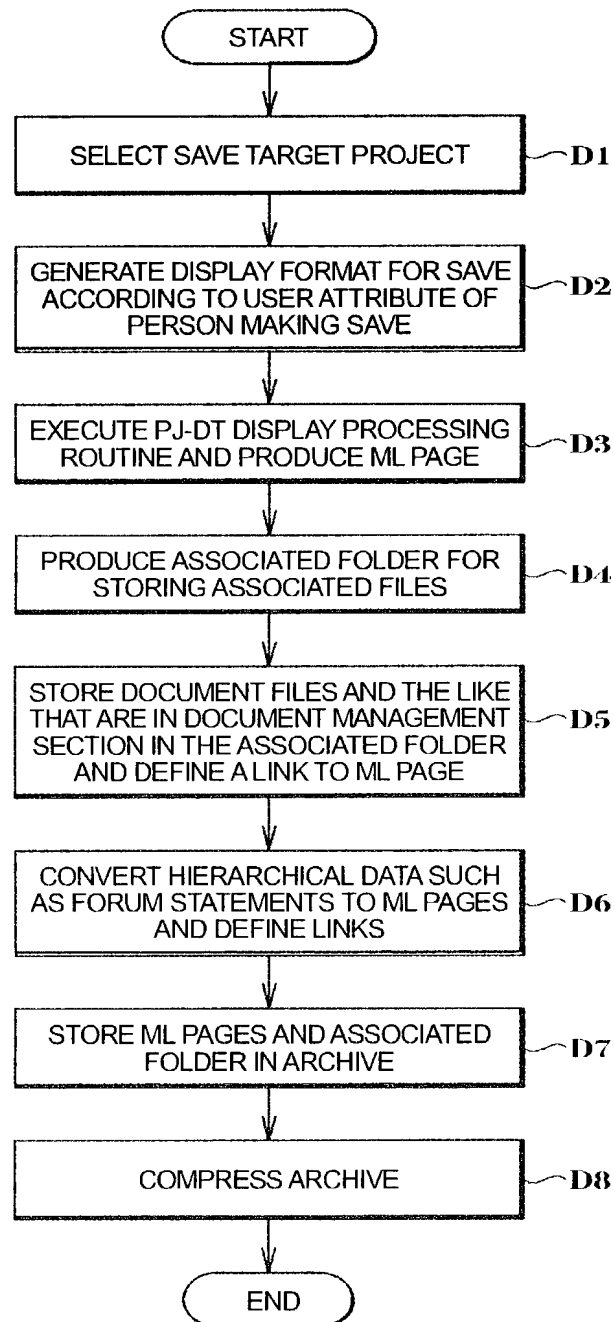 START
SELECT SAVE TARGET PROJECT
D1
GENERATE DISPLAY FORMAT FOR SAVE
ACCORDING TO USER ATTRIBUTE OF
PERSON MAKING SAVE
D2
EXECUTE PJ-DT DISPLAY PROCESSING
ROUTINE AND PRODUCE ML PAGE
D3
PRODUCE ASSOCIATED FOLDER FOR
STORING ASSOCIATED FILES
D4
STORE DOCUMENT FILES AND THE LIKE
THAT ARE IN DOCUMENT MANAGEMENT
SECTION IN THE ASSOCIATED FOLDER
AND DEFINE A LINK TO ML PAGE
D5
CONVERT HIERARCHICAL DATA SUCH
AS FORUM STATEMENTS TO ML PAGES
AND DEFINE LINKS
D6
STORE ML PAGES AND ASSOCIATED
FOLDER IN ARCHIVE
D7
COMPRESS ARCHIVE
D8
END